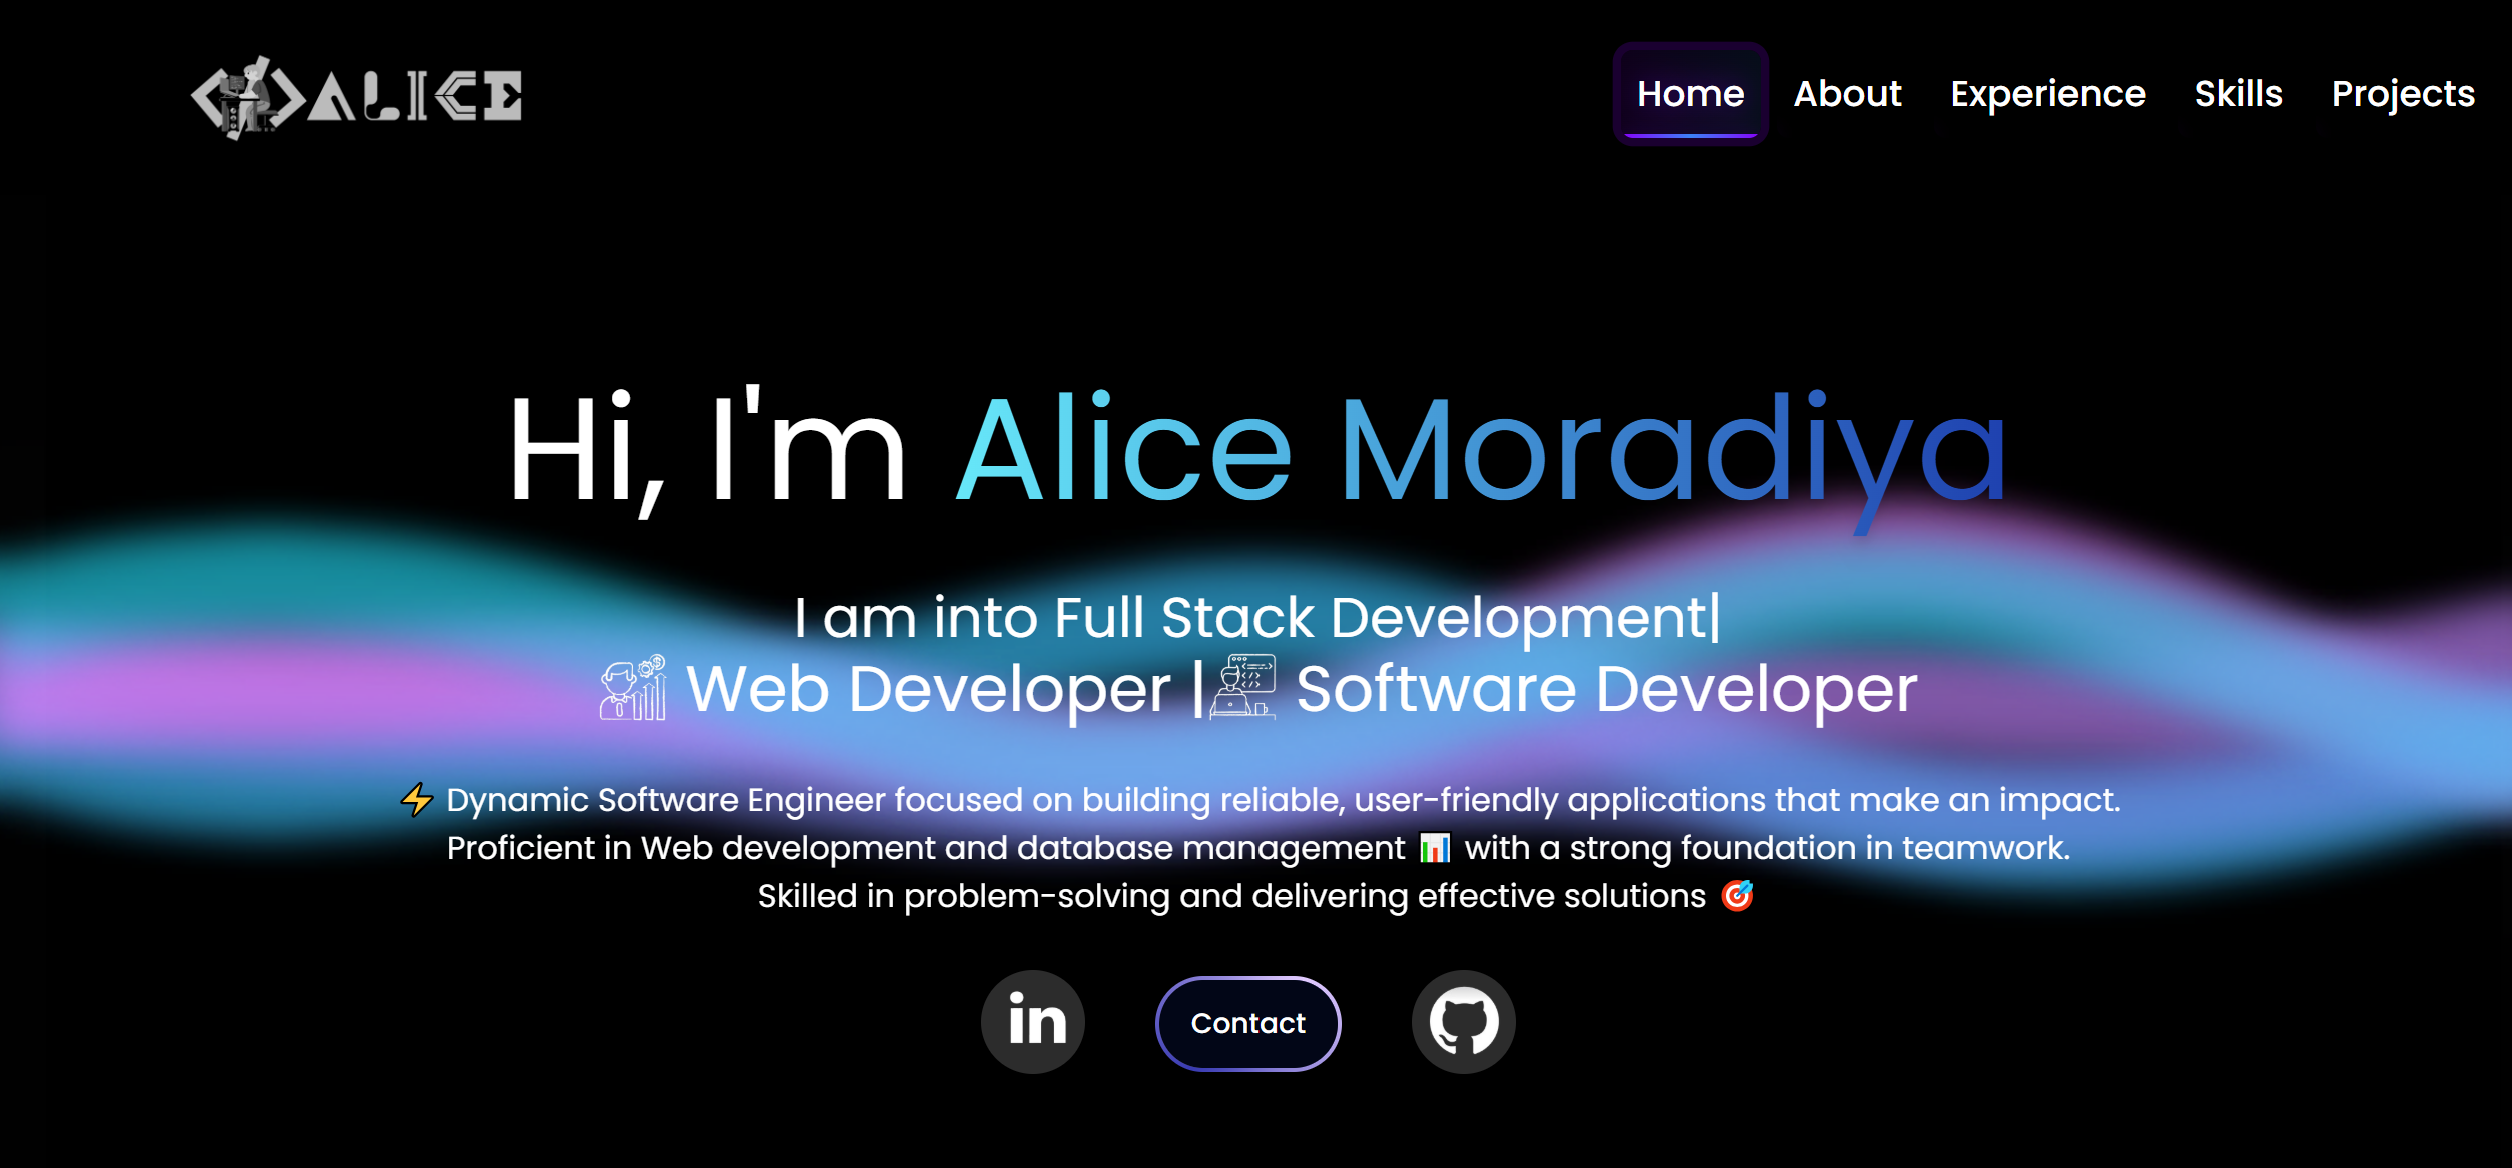 ALICE
Home About Experience Skills Projects
Hi, I'm Alice Moradiya
I am into Full Stack Development|
Web Developer | Software Developer
⚡ Dynamic Software Engineer focused on building reliable, user-friendly applications that make an impact.
Proficient in Web development and database management 📊 with a strong foundation in teamwork.
Skilled in problem-solving and delivering effective solutions 🎯
in Contact